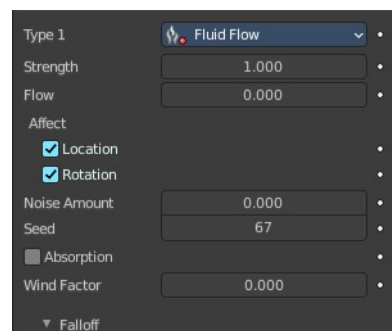 Type 1 Fluid Flow
Strength 1.000
Flow 0.000
Affect
Location
Rotation
Noise Amount 0.000
Seed 67
Absorption
Wind Factor 0.000
Falloff